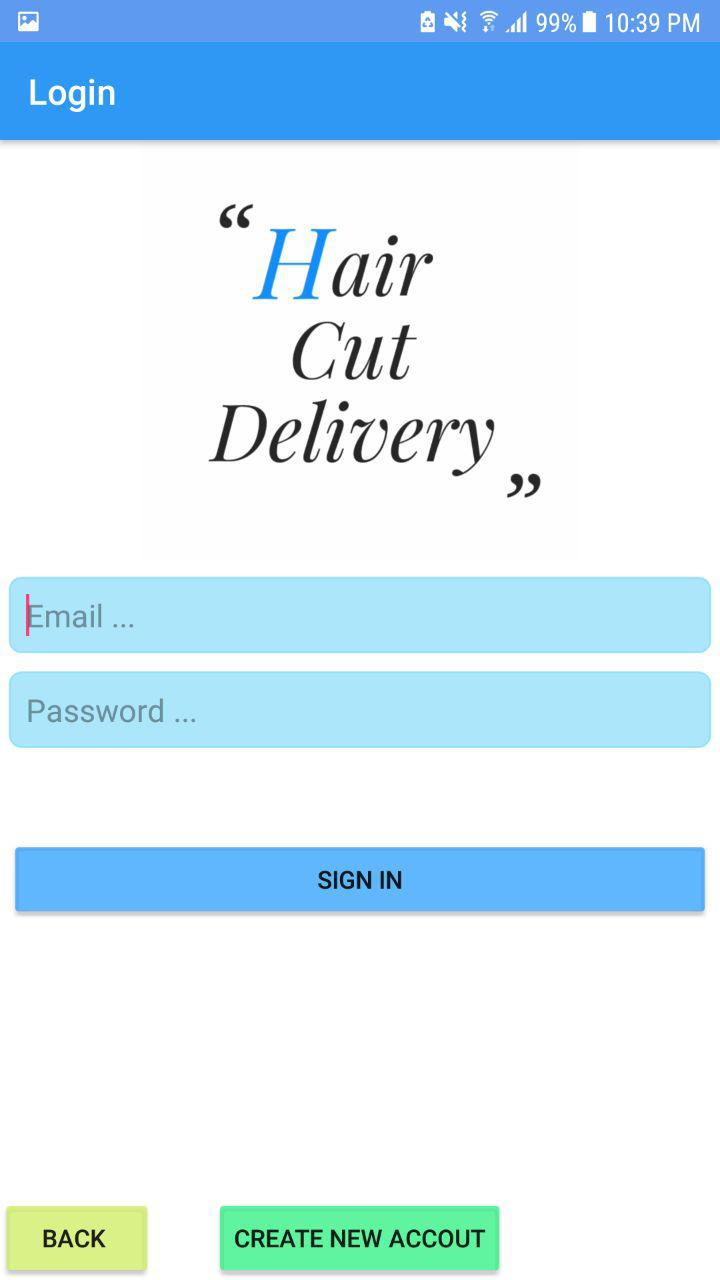 99% 10:39 PM
Login
“Hair
Cut
Delivery”
Email ...
Password ...
SIGN IN
BACK CREATE NEW ACCOUT